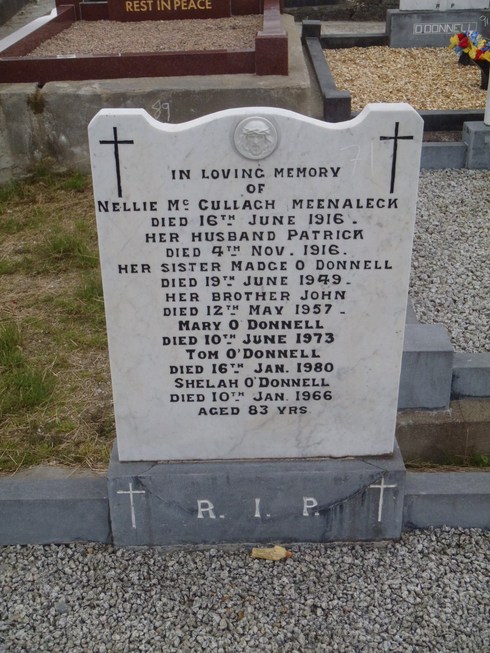 REST IN PEACE
O'DONNELL
89
71
IN LOVING MEMORY
OF
NELLIE Mc CULLAGH MEENALECK
DIED 16TH JUNE 1916.
HER HUSBAND PATRICK
DIED 4TH NOV. 1916.
HER SISTER MADGE O DONNELL
DIED 19TH JUNE 1949.
HER BROTHER JOHN
DIED 12TH MAY 1957.
MARY O'DONNELL
DIED 10TH JUNE 1973
TOM O'DONNELL
DIED 16TH JAN. 1980
SHELAH O'DONNELL
DIED 10TH JAN. 1966
AGED 83 YRS
R. I. P.